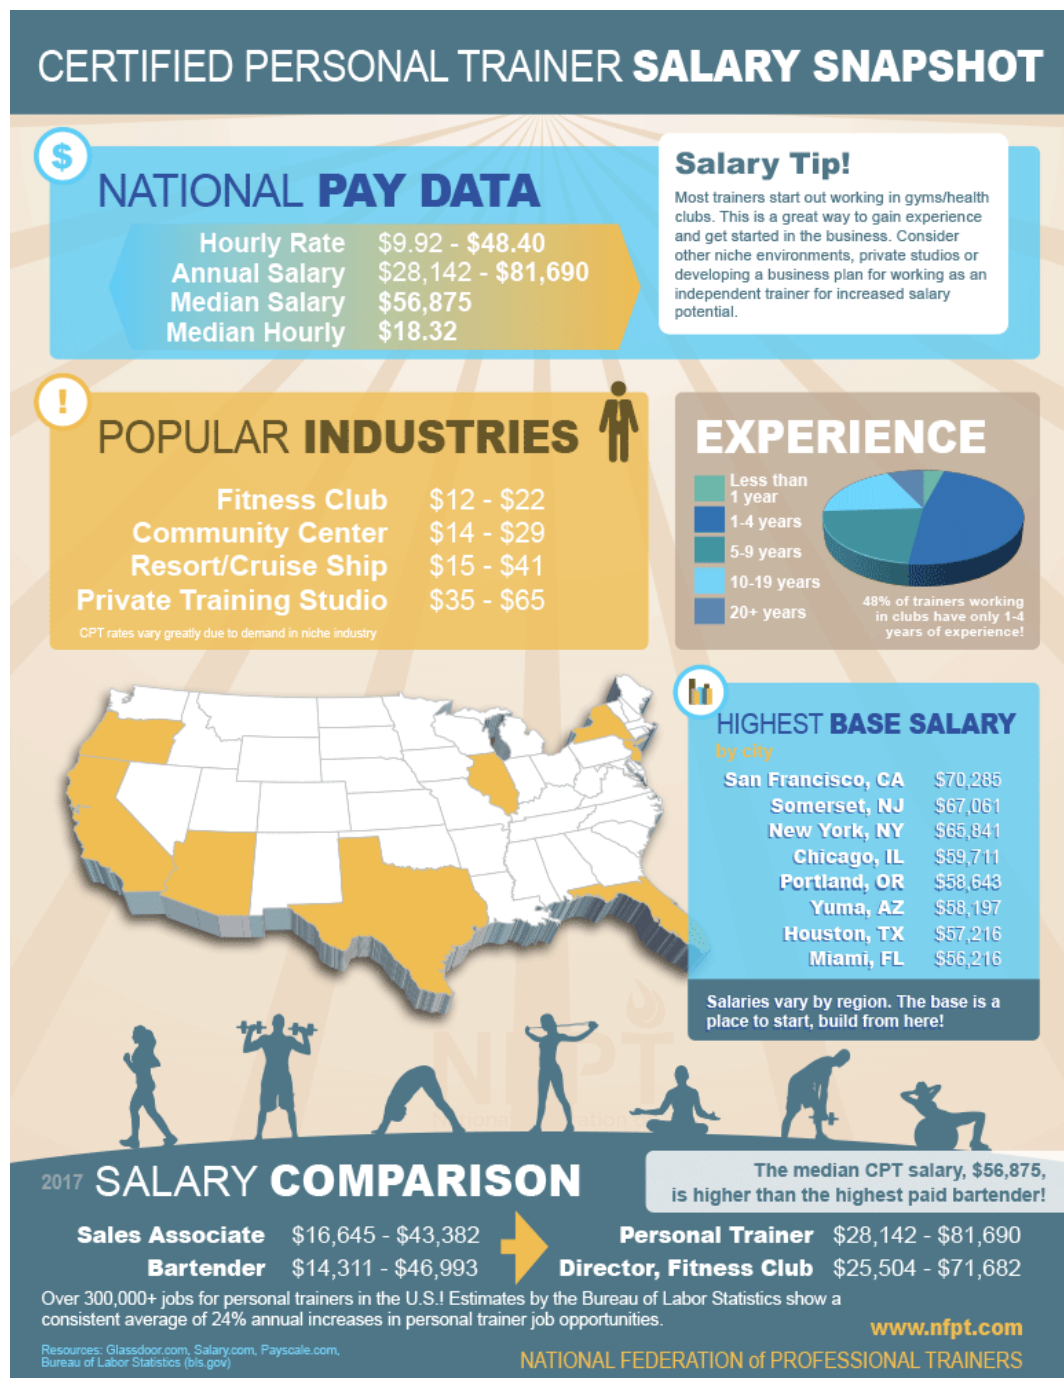 CERTIFIED PERSONAL TRAINER SALARY SNAPSHOT
$
NATIONAL PAY DATA
Hourly Rate $9.92 - $48.40
Annual Salary $28,142 - $81,690
Median Salary $56,875
Median Hourly $18.32
Salary Tip!
Most trainers start out working in gyms/health
clubs. This is a great way to gain experience
and get started in the business. Consider
other niche environments, private studios or
developing a business plan for working as an
independent trainer for increased salary
potential.
!
POPULAR INDUSTRIES
Fitness Club $12 - $22
Community Center $14 - $29
Resort/Cruise Ship $15 - $41
Private Training Studio $35 - $65
CPT rates vary greatly due to demand in niche industry
EXPERIENCE
Less than
1 year
1-4 years
5-9 years
10-19 years
20+ years
48% of trainers working
in clubs have only 1-4
years of experience!
HIGHEST BASE SALARY
by city
San Francisco, CA $70,285
Somerset, NJ $67,061
New York, NY $65,841
Chicago, IL $59,711
Portland, OR $58,643
Yuma, AZ $58,197
Houston, TX $57,216
Miami, FL $56,216
Salaries vary by region. The base is a
place to start, build from here!
NFPT
2017 SALARY COMPARISON
The median CPT salary, $56,875,
is higher than the highest paid bartender!
Sales Associate $16,645 - $43,382
Bartender $14,311 - $46,993
Personal Trainer $28,142 - $81,690
Director, Fitness Club $25,504 - $71,682
Over 300,000+ jobs for personal trainers in the U.S.! Estimates by the Bureau of Labor Statistics show a
consistent average of 24% annual increases in personal trainer job opportunities.
www.nfpt.com
Resources: Glassdoor.com, Salary.com, Payscale.com,
Bureau of Labor Statistics (bls.gov)
NATIONAL FEDERATION of PROFESSIONAL TRAINERS